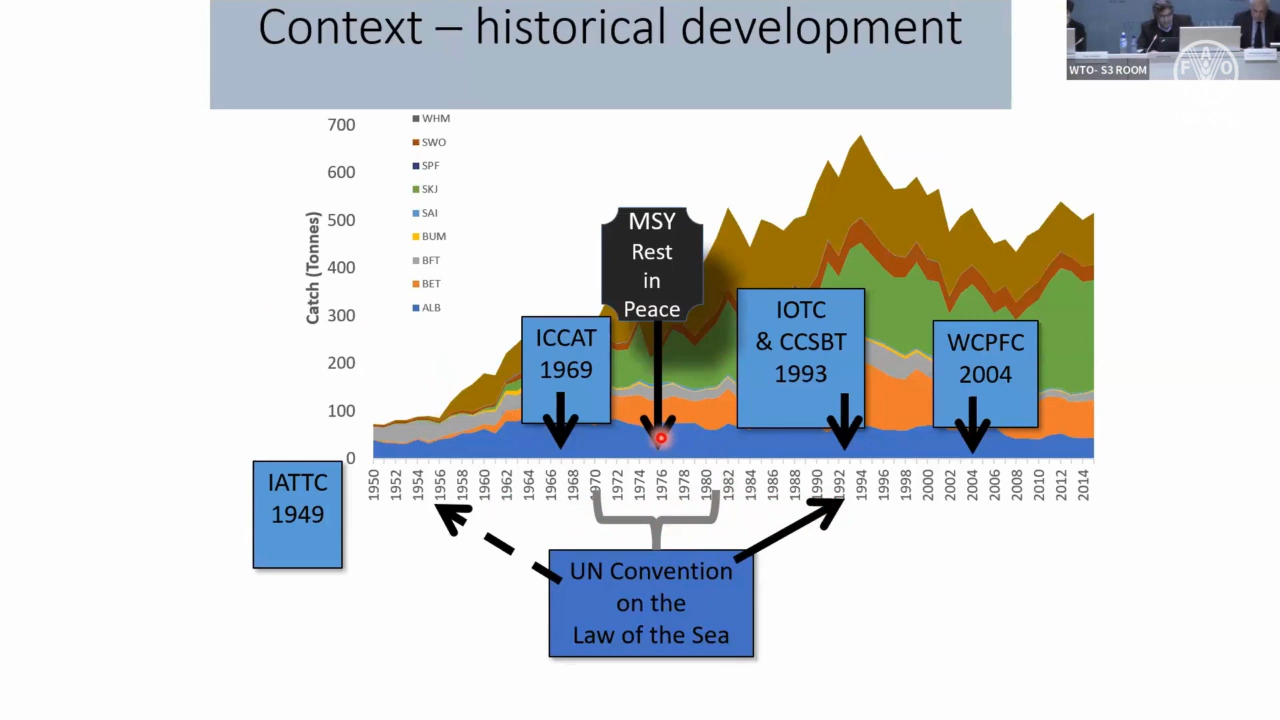 Context – historical development
WTO- S3 ROOM
FAO
700
600
500
400
300
200
100
0
Catch (Tonnes)
WHM
SWO
SPF
SKJ
SAI
BUM
BFT
BET
ALB
MSY
Rest
in
Peace
ICCAT
1969
IOTC
& CCSBT
1993
WCPFC
2004
1950
1952
1954
1956
1958
1960
1962
1964
1966
1968
1970
1972
1974
1976
1978
1980
1982
1984
1986
1988
1990
1992
1994
1996
1998
2000
2002
2004
2006
2008
2010
2012
2014
IATTC
1949
UN Convention
on the
Law of the Sea